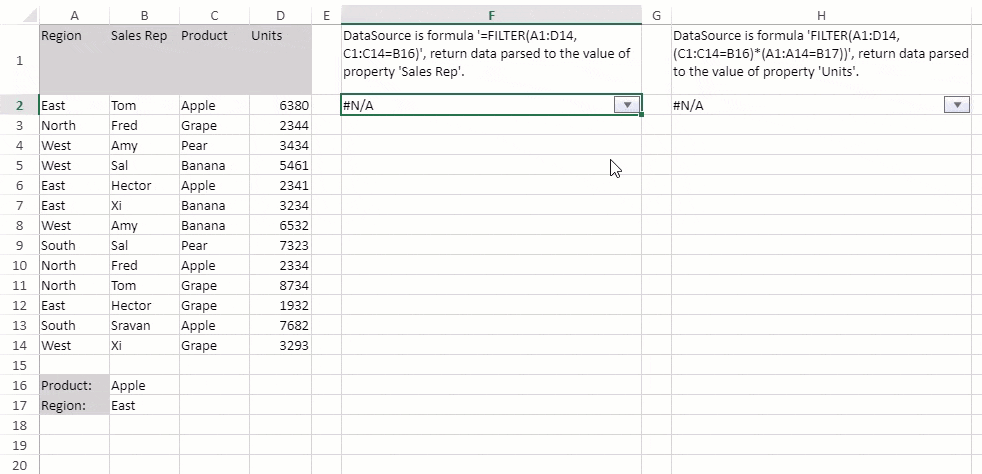 A B C D E F G H
1 Region Sales Rep Product Units
DataSource is formula '=FILTER(A1:D14,
C1:C14=B16)', return data parsed
to the value of
property 'Sales Rep'.
DataSource is formula 'FILTER(A1:D14,
(C1:C14=B16)*(A1:A14=B17))', return data parsed
to the value of property 'Units'.
2 East Tom Apple 6380 #N/A #N/A
3 North Fred Grape 2344
4 West Amy Pear 3434
5 West Sal Banana 5461
6 East Hector Apple 2341
7 East Xi Banana 3234
8 West Amy Banana 6532
9 South Sal Pear 7323
10 North Fred Apple 2334
11 North Tom Grape 8734
12 East Hector Grape 1932
13 South Sravan Apple 7682
14 West Xi Grape 3293
15
16 Product: Apple
17 Region: East
18
19
20